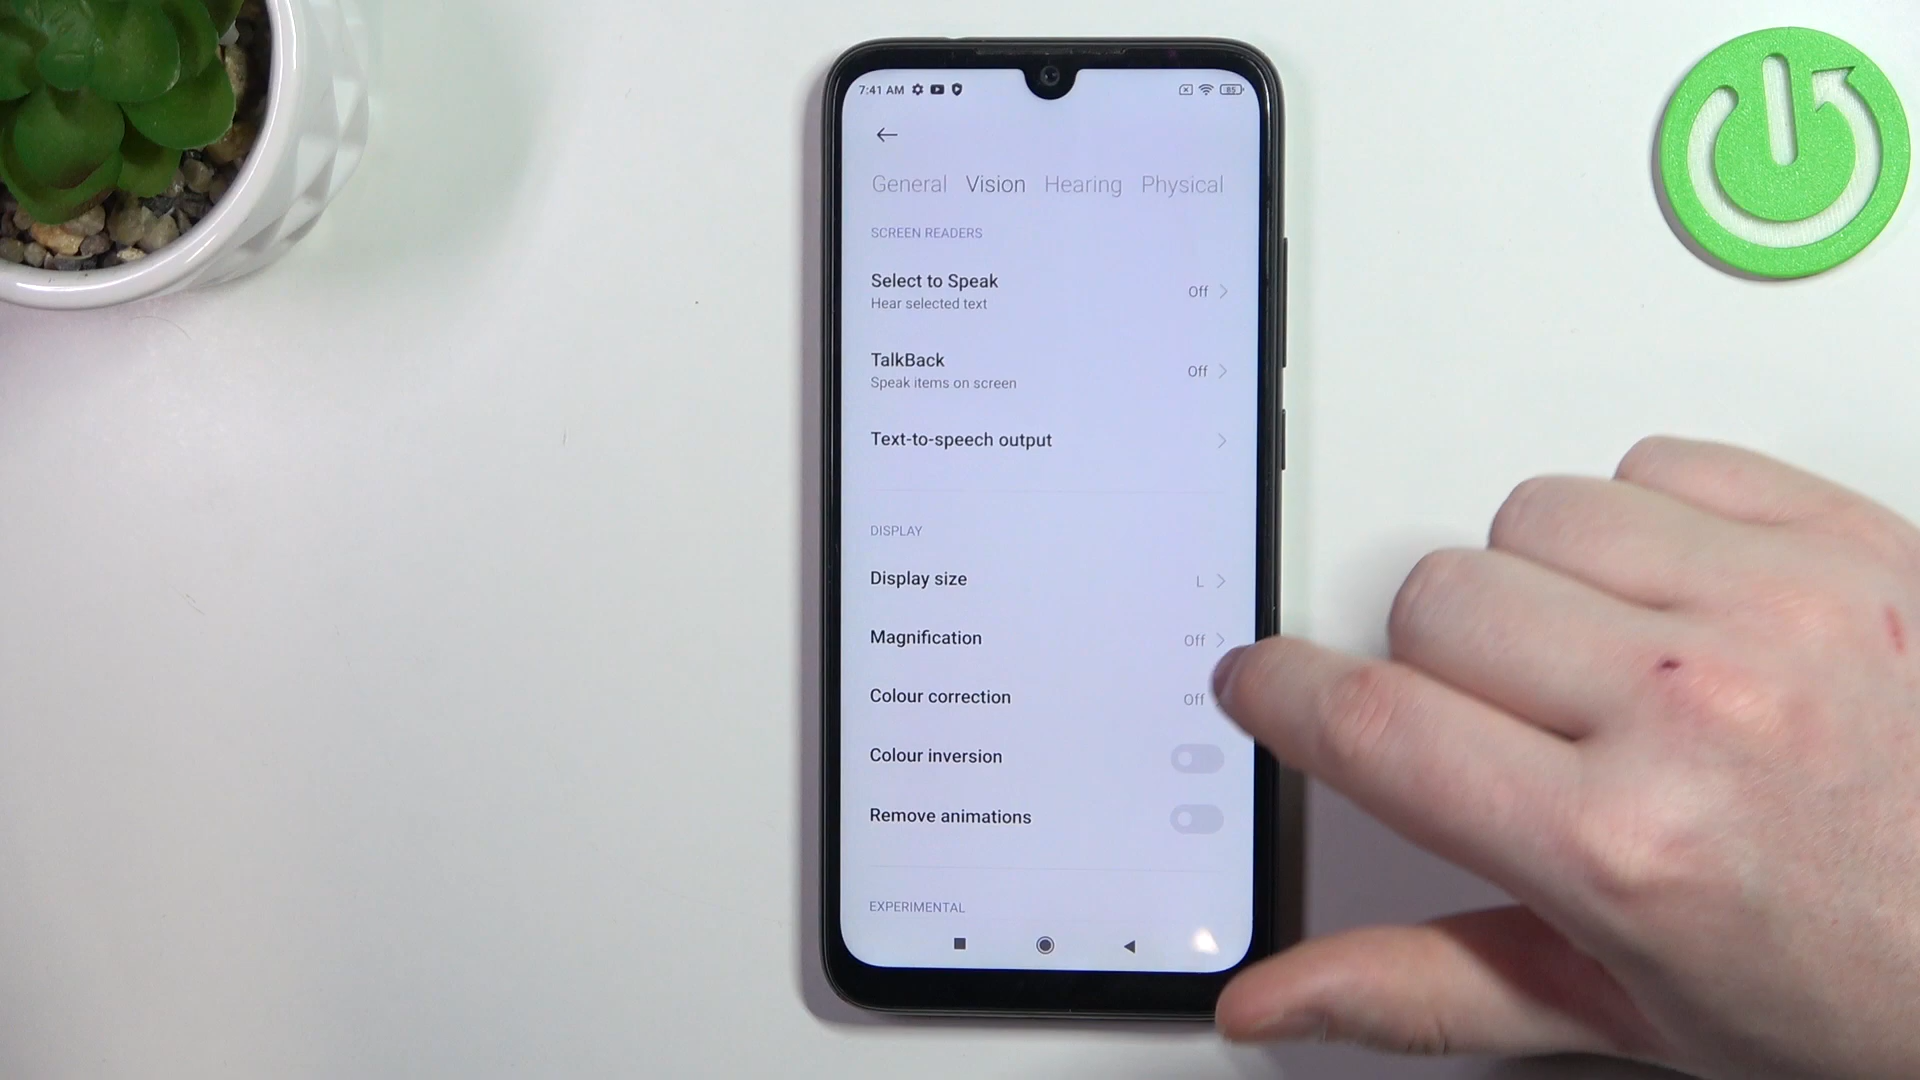 7:41 AM
85
General Vision Hearing Physical
SCREEN READERS
Select to Speak
Hear selected text
Off
TalkBack
Speak items on screen
Off
Text-to-speech output
DISPLAY
Display size
L
Magnification
Off
Colour correction
Off
Colour inversion
Remove animations
EXPERIMENTAL